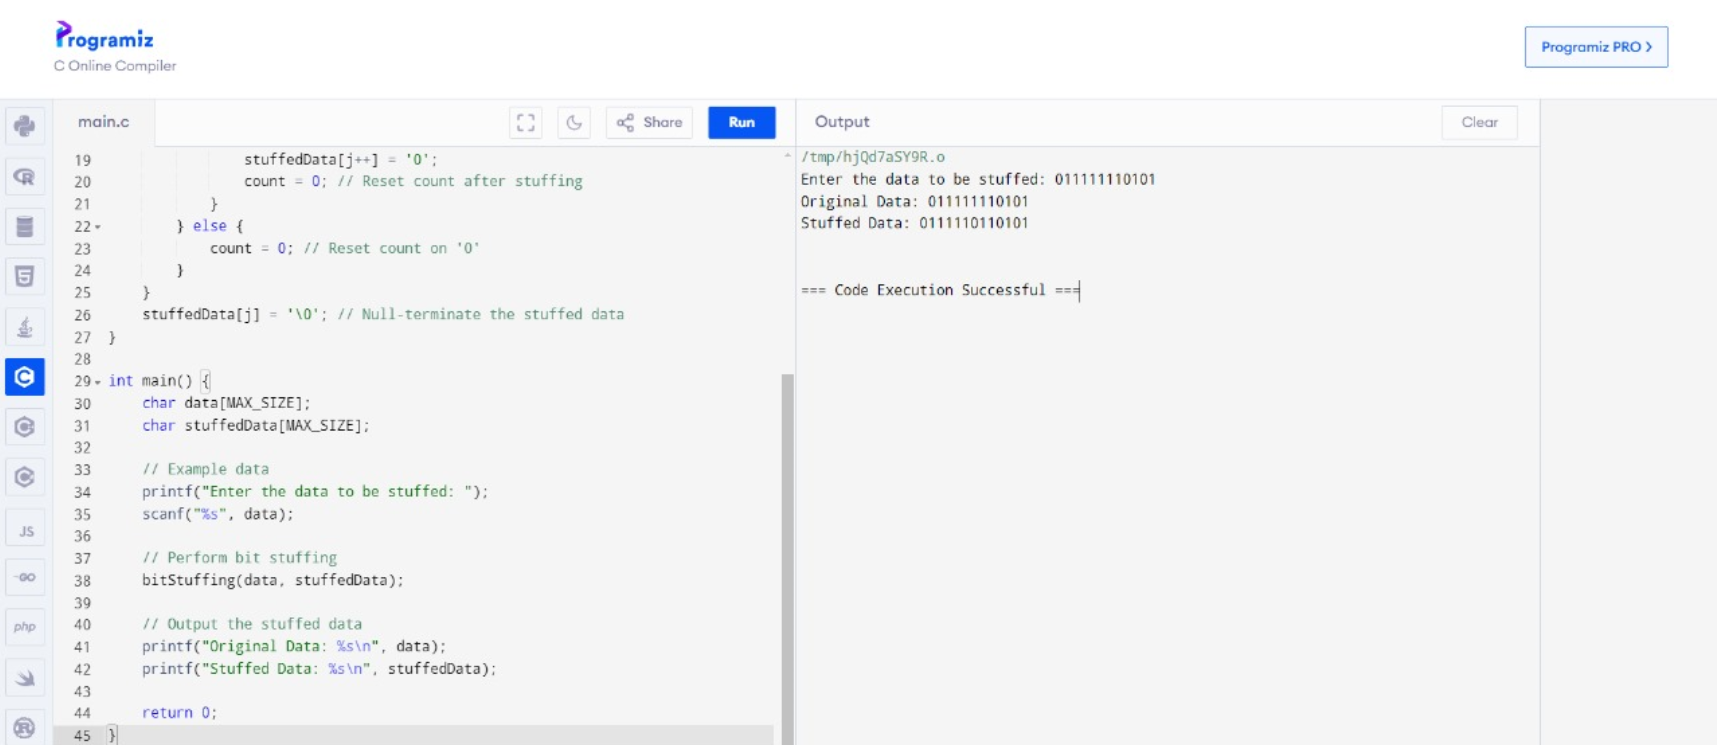 Programiz
C Online Compiler
Programiz PRO >
main.c
Share
Run
Output
Clear
19 stuffedData[j++] = '0';
20 count = 0; // Reset count after stuffing
21 }
22 } else {
23 count = 0; // Reset count on '0'
24 }
25 }
26 stuffedData[j] = '\0'; // Null-terminate the stuffed data
27 }
28
29 int main() {
30 char data[MAX_SIZE];
31 char stuffedData[MAX_SIZE];
32
33 // Example data
34 printf("Enter the data to be stuffed: ");
35 scanf("%s", data);
36
37 // Perform bit stuffing
38 bitStuffing(data, stuffedData);
39
40 // Output the stuffed data
41 printf("Original Data: %s\n", data);
42 printf("Stuffed Data: %s\n", stuffedData);
43
44 return 0;
45 }
/tmp/hjQd7aSY9R.o
Enter the data to be stuffed: 011111110101
Original Data: 011111110101
Stuffed Data: 0111110110101
=== Code Execution Successful ===
JS
GO
php